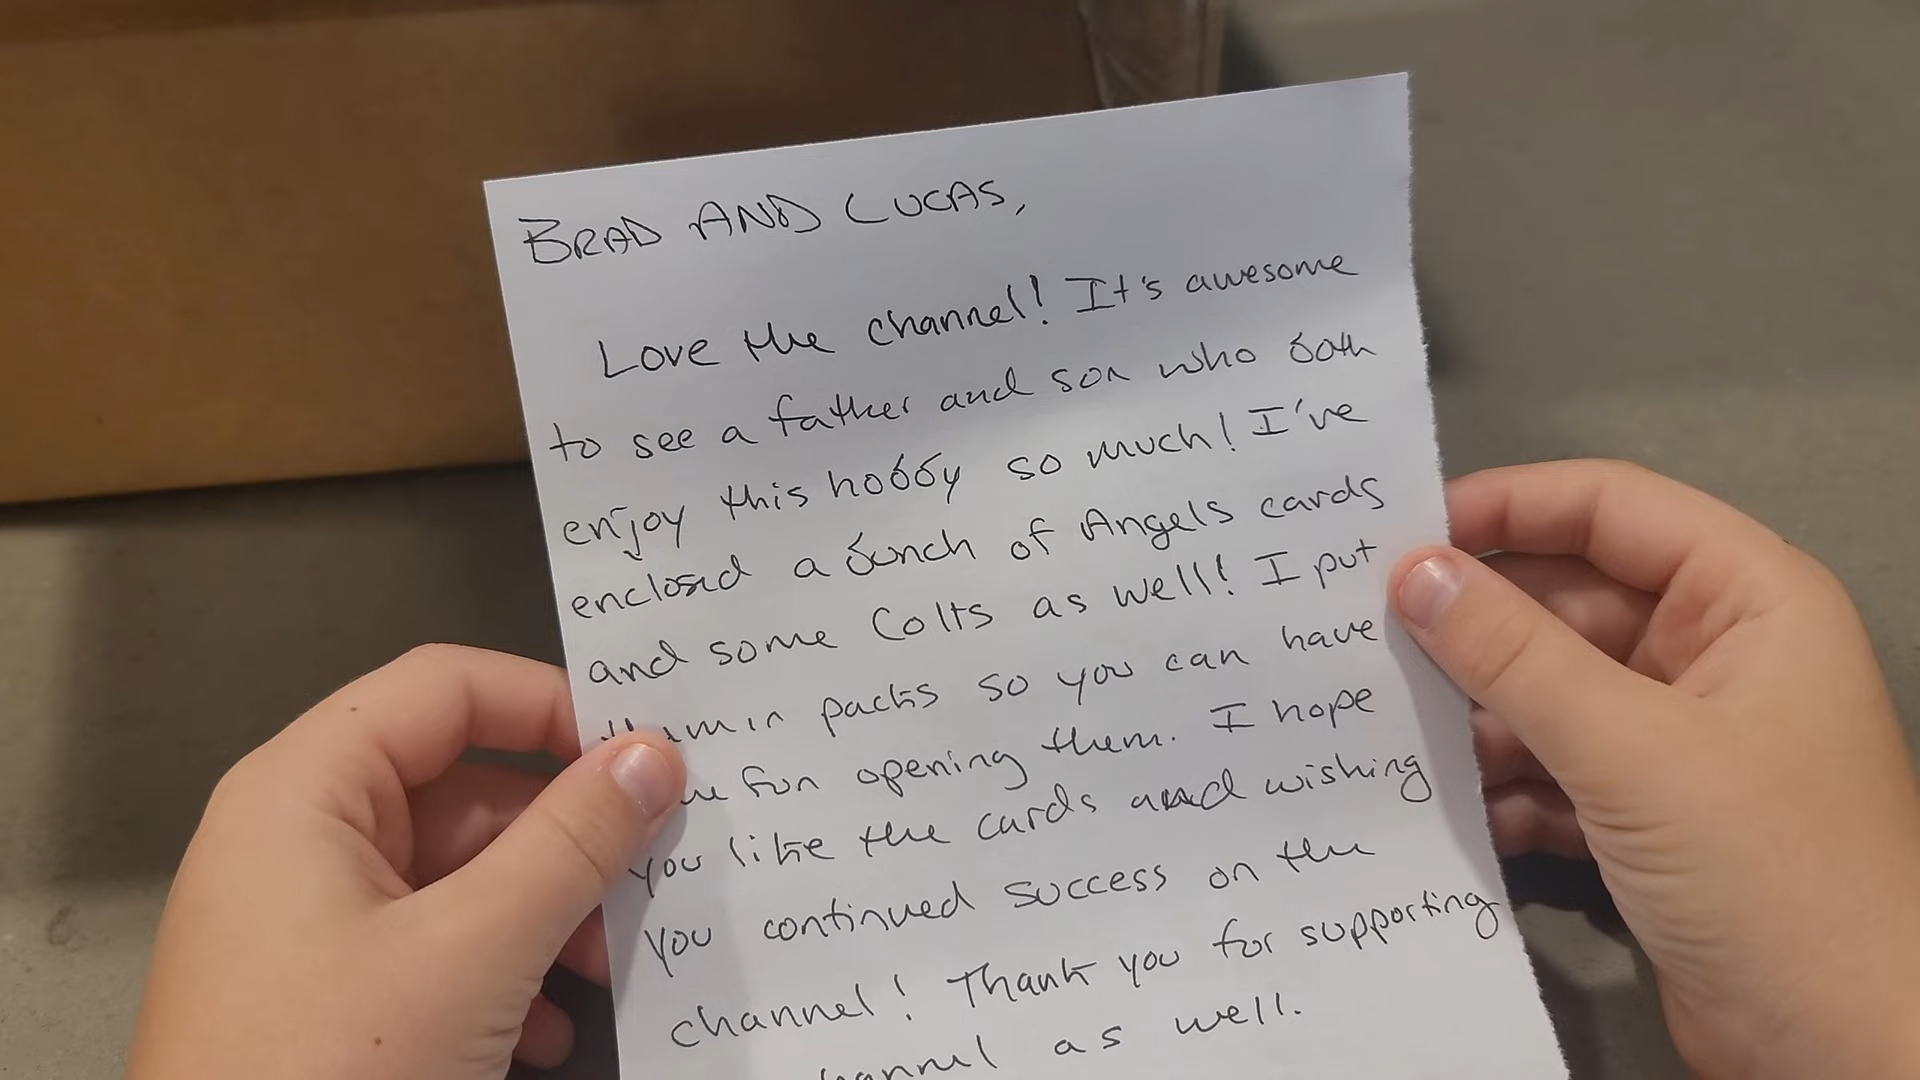 BRAD AND LUCAS,
Love the channel! It's awesome
to see a father and son who both
enjoy this hobby so much! I've
enclosed a bunch of Angels cards
and some Colts as well! I put
in packs so you can have
fun opening them. I hope
you like the cards and wishing
you continued success on the
channel! Thank you for supporting
as well.